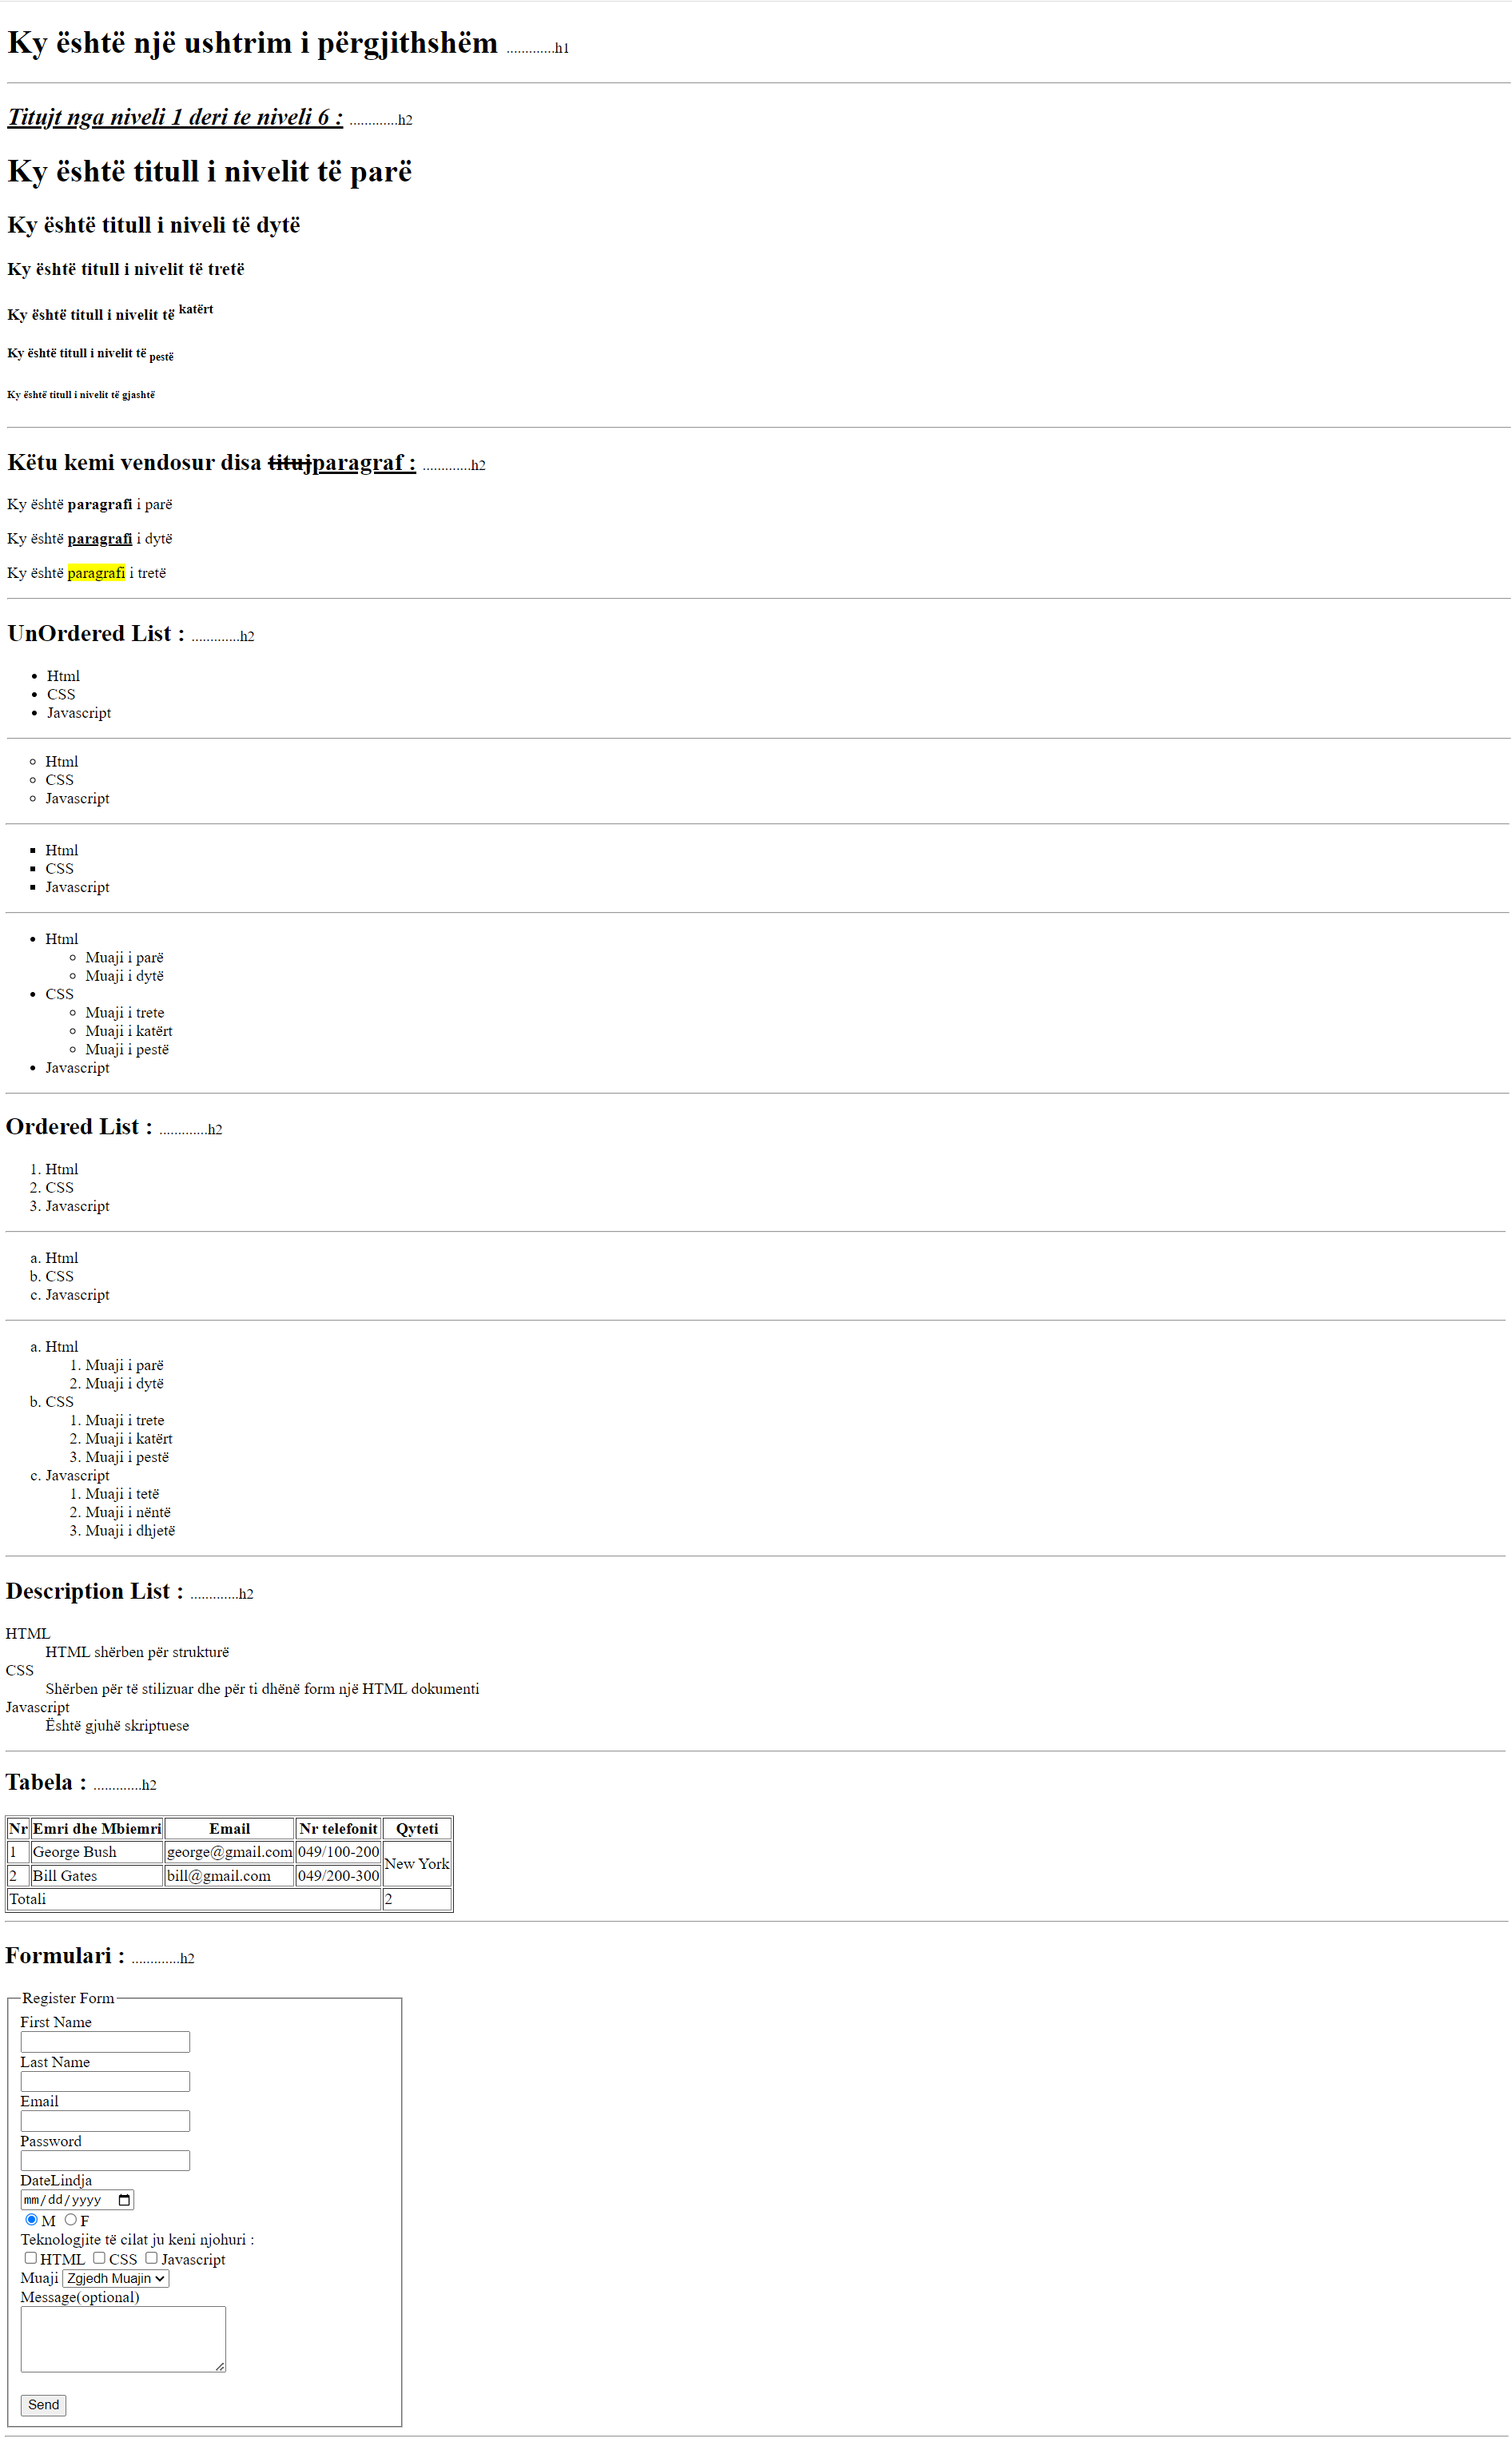 Ky është një ushtrim i përgjithshëm .............h1
Titujt nga niveli 1 deri te niveli 6 : .............h2
Ky është titull i nivelit të parë
Ky është titull i niveli të dytë
Ky është titull i nivelit të tretë
Ky është titull i nivelit të katërt
Ky është titull i nivelit të pestë
Ky është titull i nivelit të gjashtë
Këtu kemi vendosur disa titujparagraf : .............h2
Ky është paragrafi i parë
Ky është paragrafi i dytë
Ky është paragrafi i tretë
UnOrdered List : .............h2
• Html
• CSS
• Javascript
◦ Html
◦ CSS
◦ Javascript
▪ Html
▪ CSS
▪ Javascript
• Html
◦ Muaji i parë
◦ Muaji i dytë
• CSS
◦ Muaji i trete
◦ Muaji i katërt
◦ Muaji i pestë
• Javascript
Ordered List : .............h2
1. Html
2. CSS
3. Javascript
a. Html
b. CSS
c. Javascript
a. Html
1. Muaji i parë
2. Muaji i dytë
b. CSS
1. Muaji i trete
2. Muaji i katërt
3. Muaji i pestë
c. Javascript
1. Muaji i tetë
2. Muaji i nëntë
3. Muaji i dhjetë
Description List : .............h2
HTML
HTML shërben për strukturë
CSS
Shërben për të stilizuar dhe për ti dhënë form një HTML dokumenti
Javascript
Është gjuhë skriptuese
Tabela : .............h2
Nr Emri dhe Mbiemri Email Nr telefonit Qyteti
1 George Bush george@gmail.com 049/100-200 New York
2 Bill Gates bill@gmail.com 049/200-300
Totali 2
Formulari : .............h2
Register Form
First Name
Last Name
Email
Password
DateLindja
mm/dd/yyyy
M F
Teknologjite të cilat ju keni njohuri :
HTML CSS Javascript
Muaji Zgjedh Muajin
Message(optional)
Send